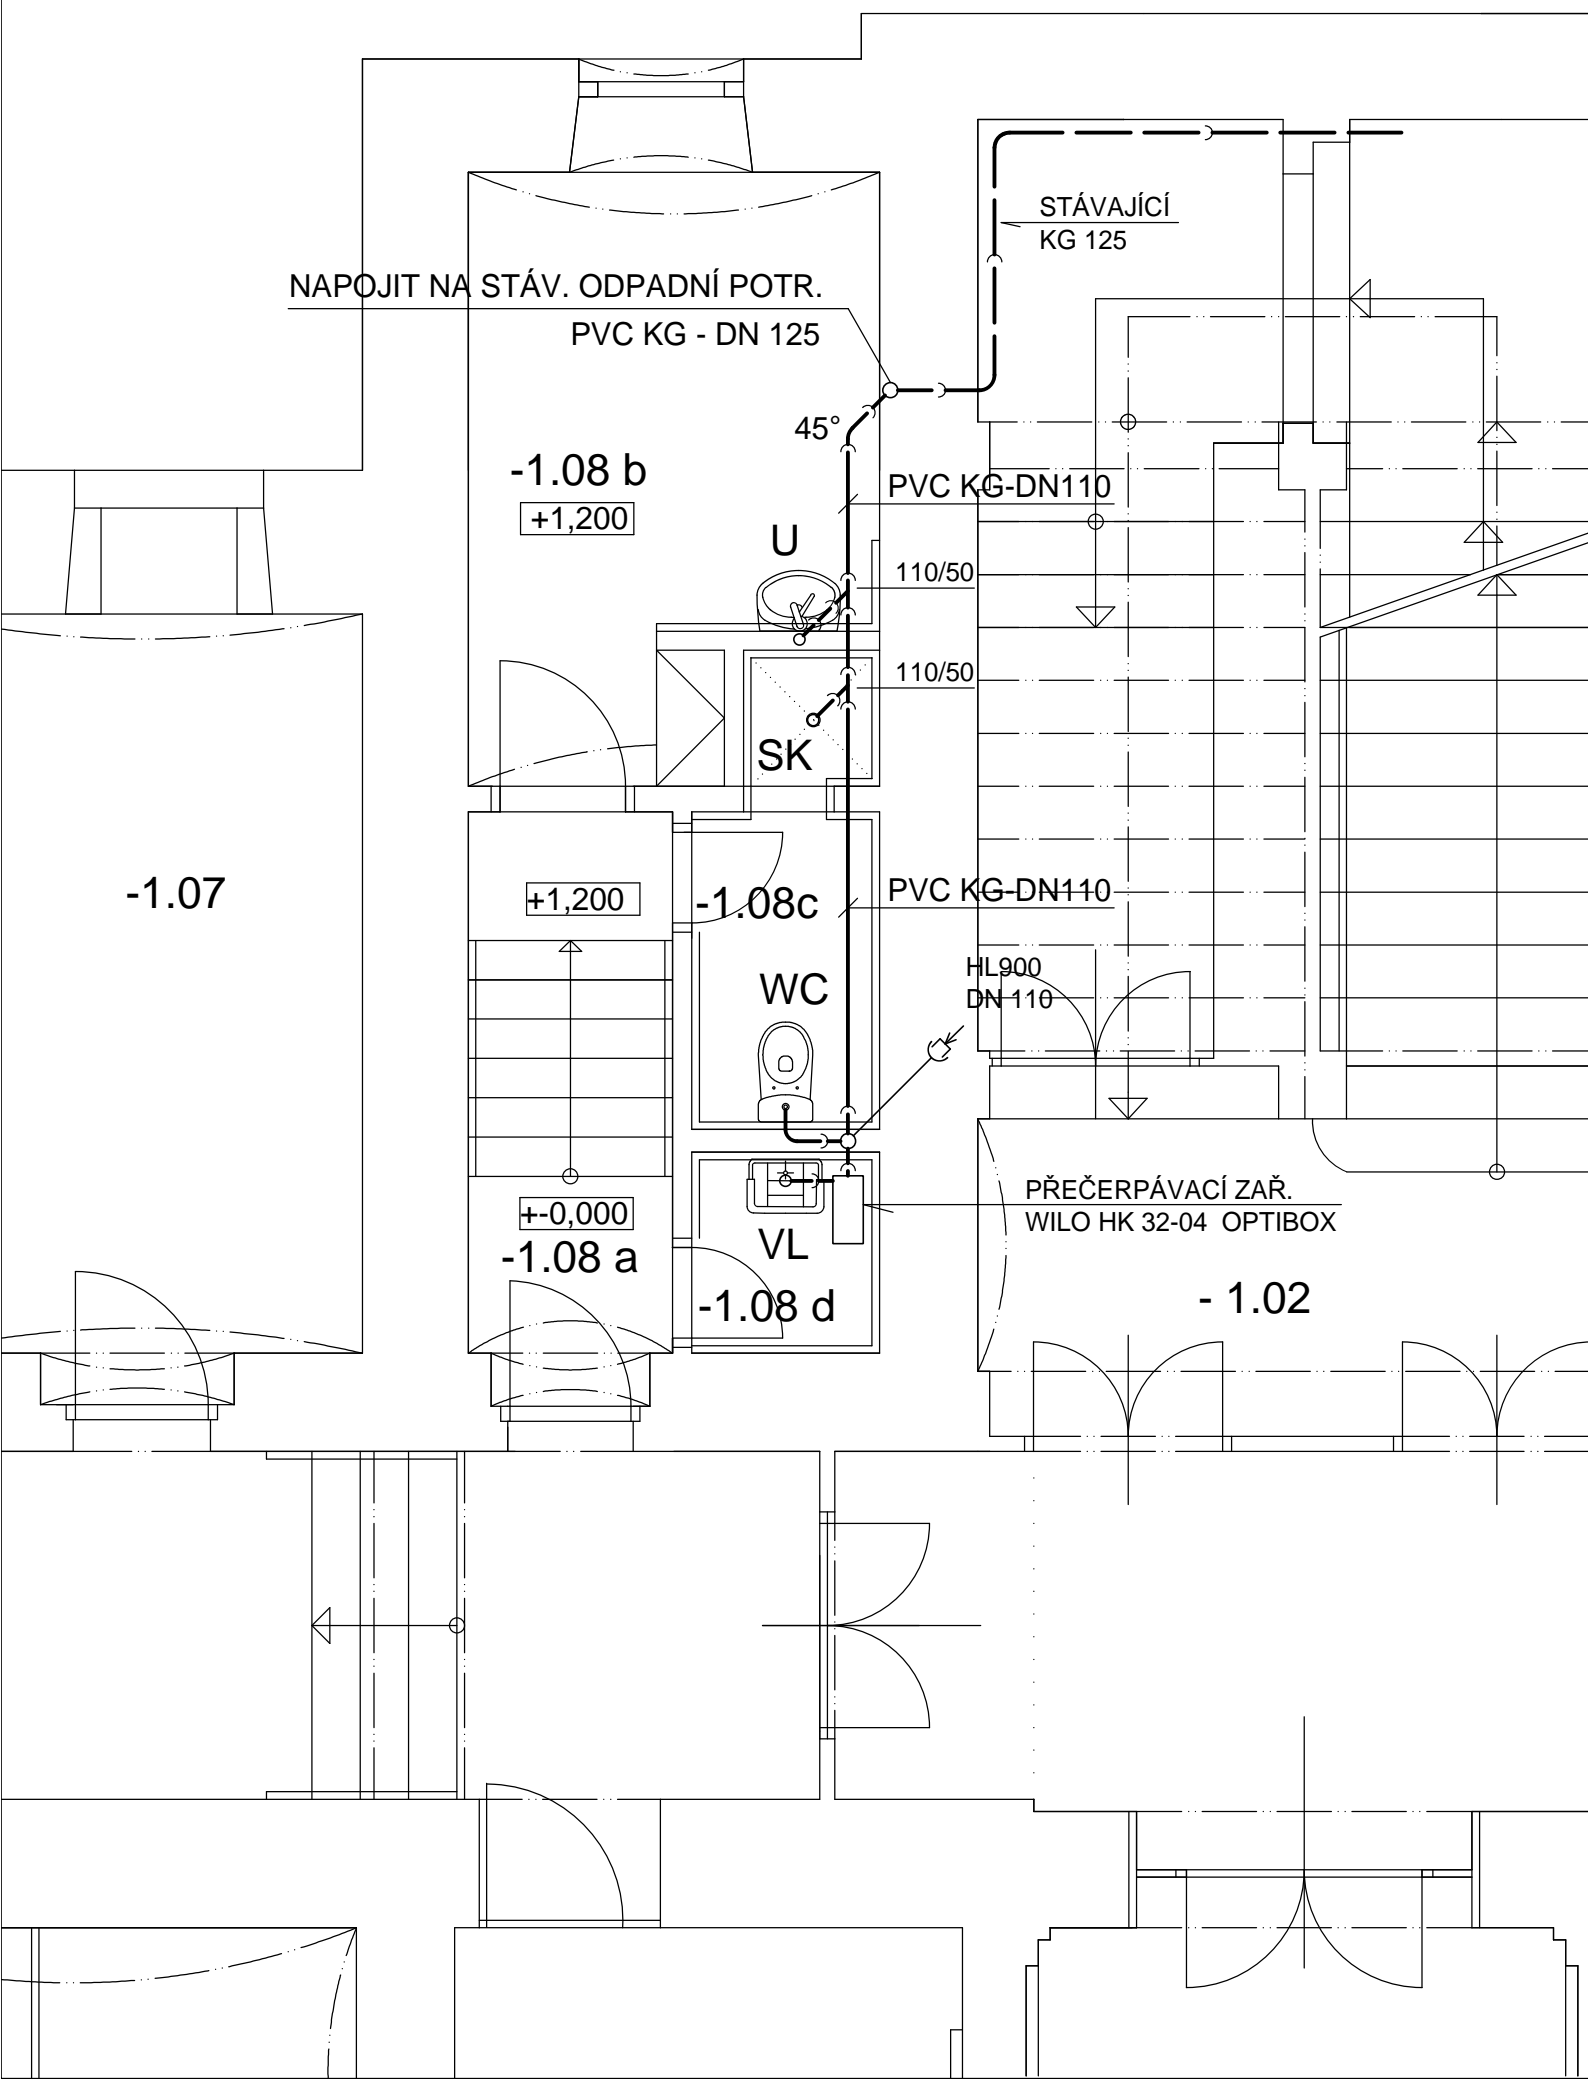 STÁVAJÍCÍ
KG 125
NAPOJIT NA STÁV. ODPADNÍ POTR.
PVC KG - DN 125
45°
-1.08 b
+1,200
PVC KG-DN110
U
110/50
110/50
SK
-1.07
+1,200
-1.08c
PVC KG-DN110
WC
HL900
DN 110
PŘEČERPÁVACÍ ZAŘ.
WILO HK 32-04 OPTIBOX
+-0,000
-1.08 a
VL
-1.08 d
- 1.02